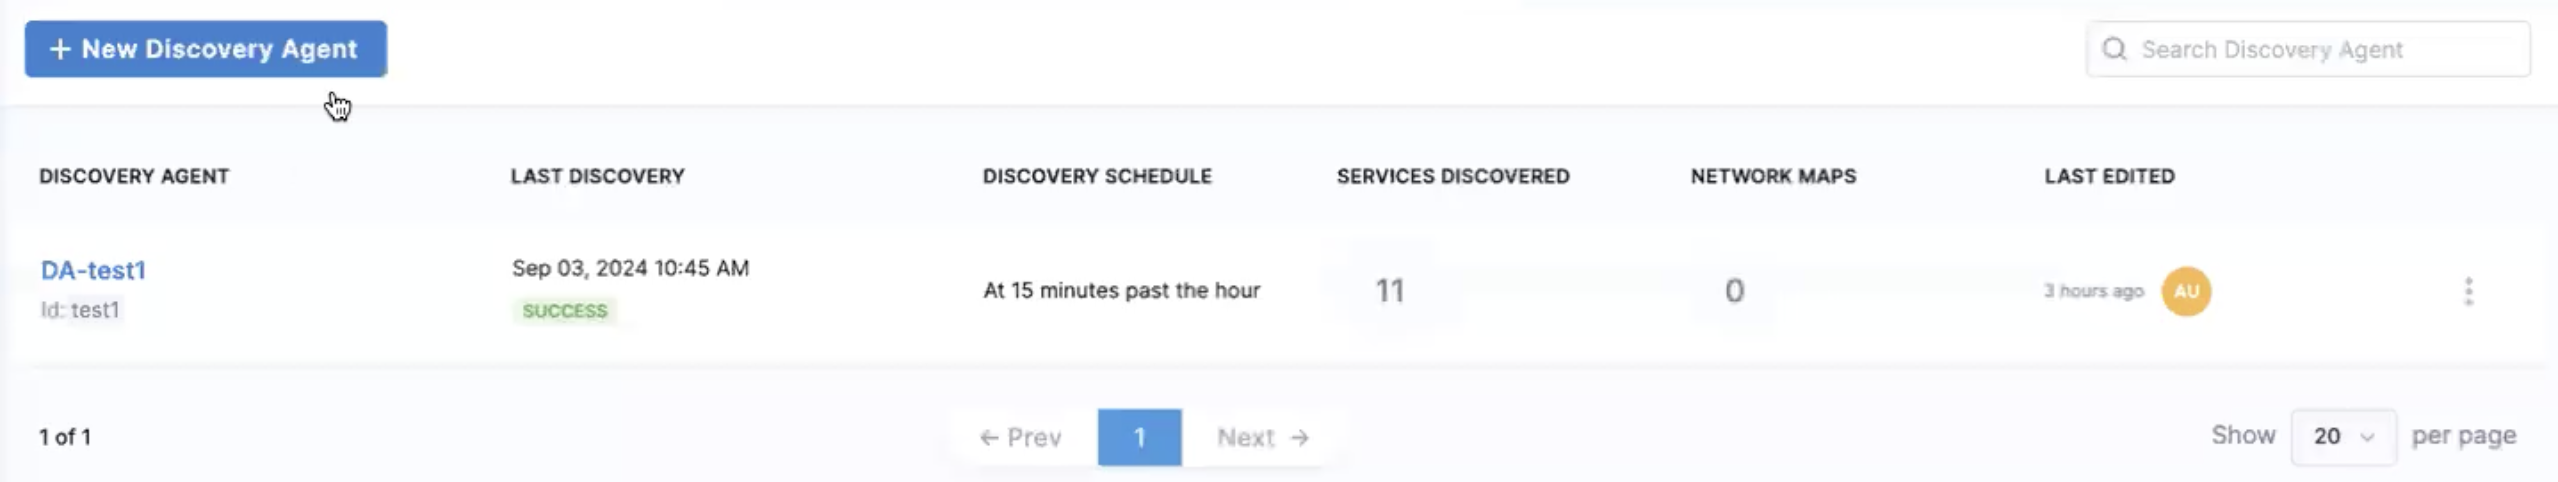 + New Discovery Agent
Search Discovery Agent
DISCOVERY AGENT LAST DISCOVERY DISCOVERY SCHEDULE SERVICES DISCOVERED NETWORK MAPS LAST EDITED
DA-test1 Sep 03, 2024 10:45 AM At 15 minutes past the hour 11 0 3 hours ago AU
Id: test1 SUCCESS
1 of 1 ← Prev 1 Next → Show 20 per page